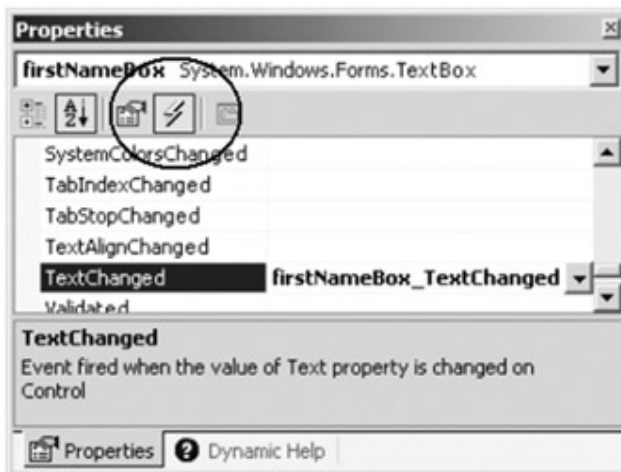 Properties
firstNameBox System.Windows.Forms.TextBox
SystemColorsChanged
TabIndexChanged
TabStopChanged
TextAlignChanged
TextChanged firstNameBox_TextChanged
Validated
TextChanged
Event fired when the value of Text property is changed on
Control
Properties Dynamic Help